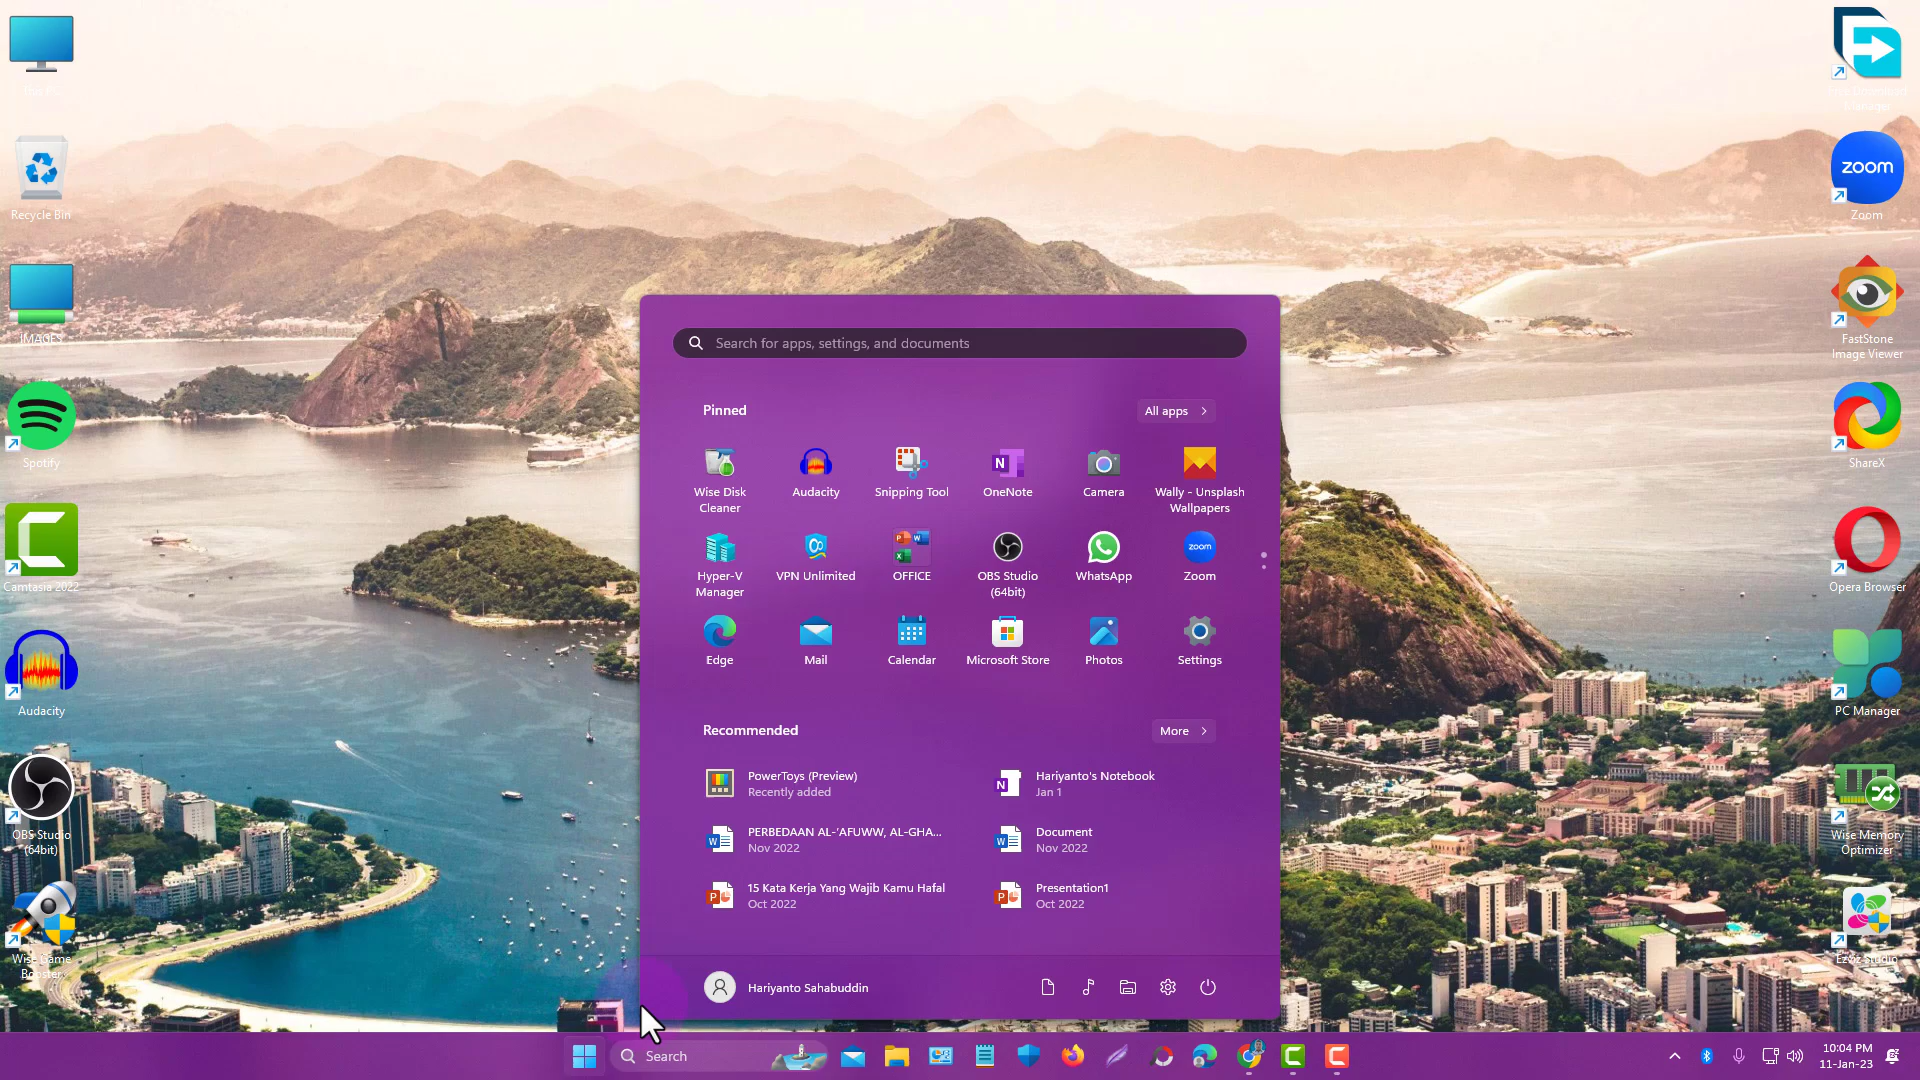 This PC
Recycle Bin
IMAGES
Spotify
Camtasia 2022
Audacity
OBS Studio
(64bit)
Wise Game
Booster
Search for apps, settings, and documents
Pinned
All apps
Wise Disk
Cleaner
Audacity
Snipping Tool
OneNote
Camera
Wally - Unsplash
Wallpapers
Hyper-V
Manager
VPN Unlimited
OFFICE
OBS Studio
(64bit)
WhatsApp
zoom
Zoom
Edge
Mail
Calendar
Microsoft Store
Photos
Settings
Recommended
More
PowerToys (Preview)
Recently added
Hariyanto's Notebook
Jan 1
PERBEDAAN AL-'AFUWW, AL-GHA...
Nov 2022
Document
Nov 2022
15 Kata Kerja Yang Wajib Kamu Hafal
Oct 2022
Presentation1
Oct 2022
Hariyanto Sahabuddin
Manager
zoom
Zoom
FastStone
Image Viewer
ShareX
Opera Browser
PC Manager
Wise Memory
Optimizer
Search
10:04 PM
11-Jan-23